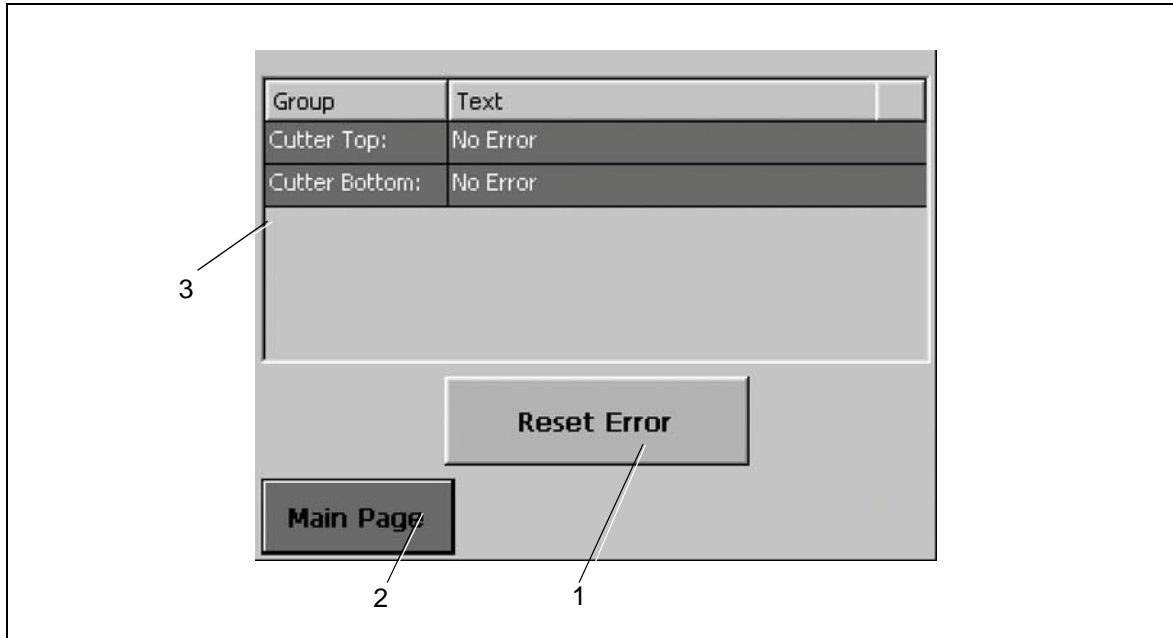 Group Text
Cutter Top: No Error
Cutter Bottom: No Error
3
Reset Error
Main Page
2 1